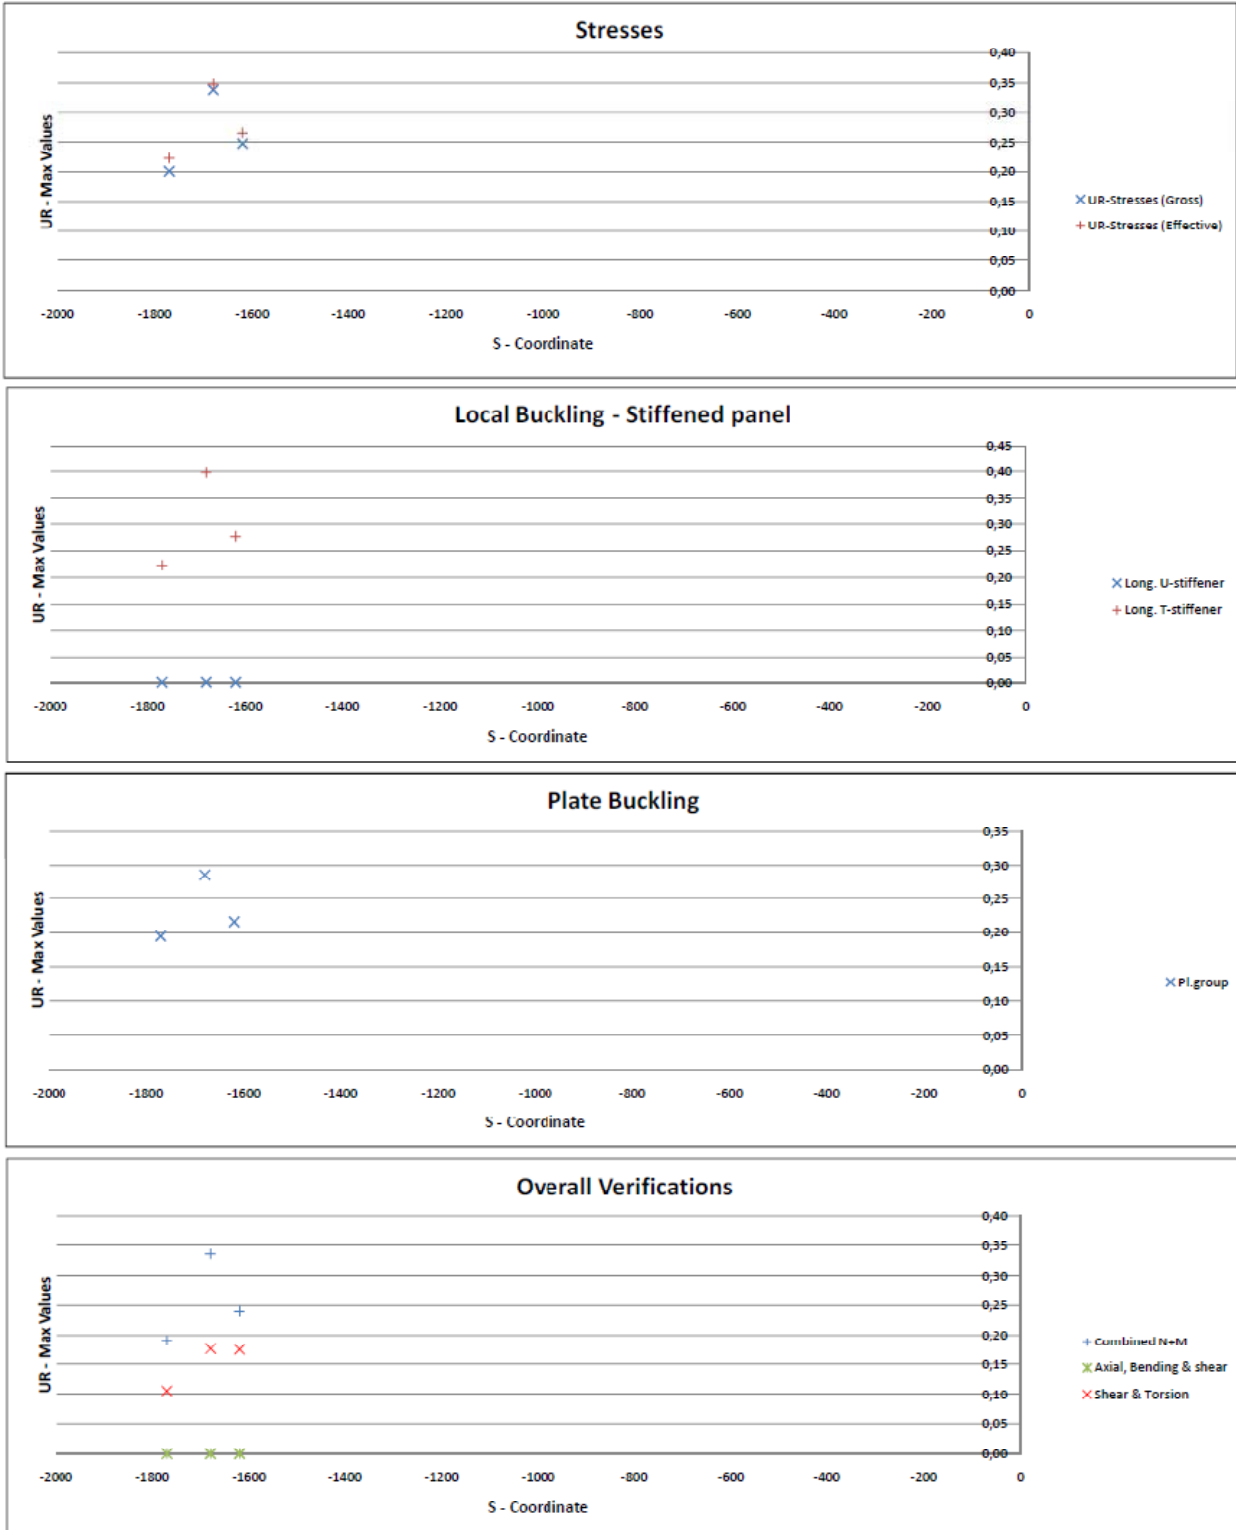 Stresses
0,40
0,35
0,30
0,25
0,20
0,15
0,10
0,05
0,00
UR - Max Values
-2000 -1800 -1600 -1400 -1200 -1000 -800 -600 -400 -200 0
S - Coordinate
UR-Stresses (Gross)
UR-Stresses (Effective)
Local Buckling - Stiffened panel
0,45
0,40
0,35
0,30
0,25
0,20
0,15
0,10
0,05
0,00
UR - Max Values
-2000 -1800 -1600 -1400 -1200 -1000 -800 -600 -400 -200 0
S - Coordinate
Long. U-stiffener
Long. T-stiffener
Plate Buckling
0,35
0,30
0,25
0,20
0,15
0,10
0,05
0,00
UR - Max Values
-2000 -1800 -1600 -1400 -1200 -1000 -800 -600 -400 -200 0
S - Coordinate
Pl.group
Overall Verifications
0,40
0,35
0,30
0,25
0,20
0,15
0,10
0,05
0,00
UR - Max Values
-2000 -1800 -1600 -1400 -1200 -1000 -800 -600 -400 -200 0
S - Coordinate
Combined N+M
Axial, Bending & shear
Shear & Torsion